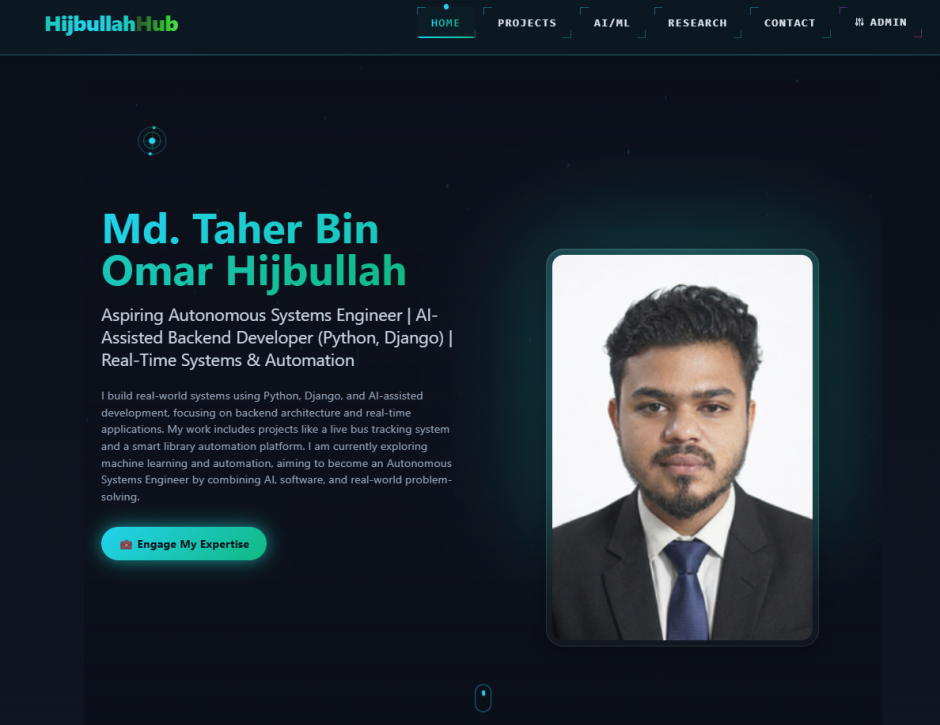 HijbullahHub
HOME
PROJECTS
AI/ML
RESEARCH
CONTACT
ADMIN
Md. Taher Bin
Omar Hijbullah
Aspiring Autonomous Systems Engineer | AI-
Assisted Backend Developer (Python, Django) |
Real-Time Systems & Automation
I build real-world systems using Python, Django, and AI-assisted
development, focusing on backend architecture and real-time
applications. My work includes projects like a live bus tracking system
and a smart library automation platform. I am currently exploring
machine learning and automation, aiming to become an Autonomous
Systems Engineer by combining AI, software, and real-world problem-
solving.
Engage My Expertise